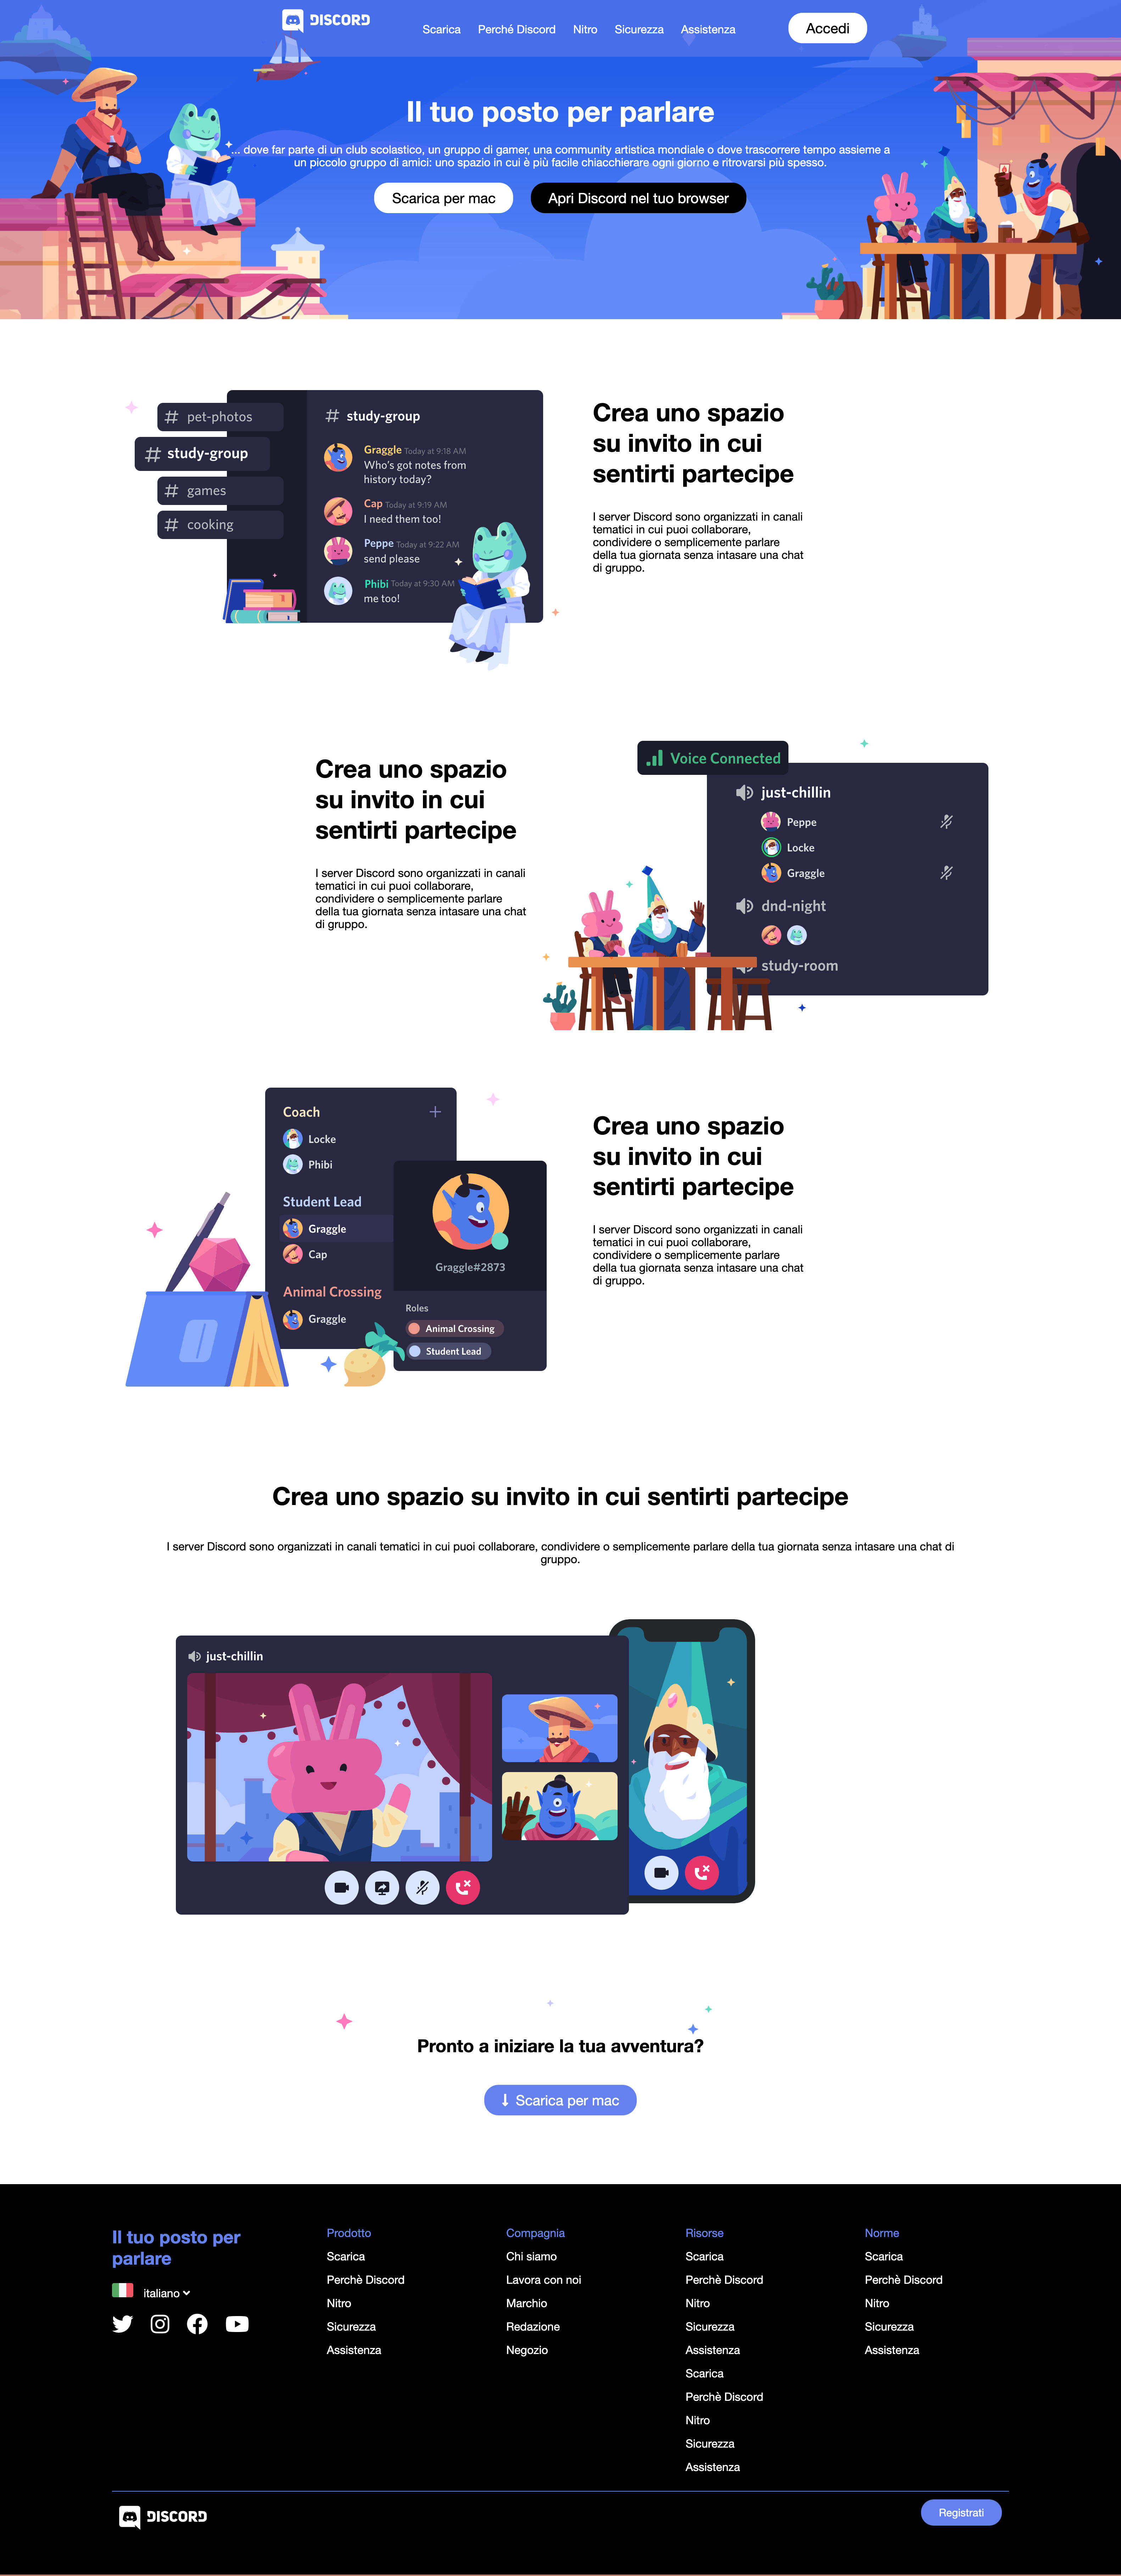 DISCORD
Scarica Perché Discord Nitro Sicurezza Assistenza
Accedi
Il tuo posto per parlare
... dove far parte di un club scolastico, un gruppo di gamer, una community artistica mondiale o dove trascorrere tempo assieme a
un piccolo gruppo di amici: uno spazio in cui è più facile chiacchierare ogni giorno e ritrovarsi più spesso.
Scarica per mac
Apri Discord nel tuo browser
# pet-photos
# study-group
# games
# cooking
# study-group
Graggle Today at 9:18 AM
Who's got notes from
history today?
Cap Today at 9:19 AM
I need them too!
Peppe Today at 9:22 AM
send please
Phibi Today at 9:30 AM
me too!
Crea uno spazio
su invito in cui
sentirti partecipe
I server Discord sono organizzati in canali
tematici in cui puoi collaborare,
condividere o semplicemente parlare
della tua giornata senza intasare una chat
di gruppo.
Crea uno spazio
su invito in cui
sentirti partecipe
I server Discord sono organizzati in canali
tematici in cui puoi collaborare,
condividere o semplicemente parlare
della tua giornata senza intasare una chat
di gruppo.
Voice Connected
just-chillin
Peppe
Locke
Graggle
dnd-night
study-room
Coach
Locke
Phibi
Student Lead
Graggle
Cap
Animal Crossing
Graggle
Graggle#2873
Roles
Animal Crossing
Student Lead
Crea uno spazio
su invito in cui
sentirti partecipe
I server Discord sono organizzati in canali
tematici in cui puoi collaborare,
condividere o semplicemente parlare
della tua giornata senza intasare una chat
di gruppo.
Crea uno spazio su invito in cui sentirti partecipe
I server Discord sono organizzati in canali tematici in cui puoi collaborare, condividere o semplicemente parlare della tua giornata senza intasare una chat di
gruppo.
just-chillin
Pronto a iniziare la tua avventura?
Scarica per mac
Il tuo posto per
parlare
italiano
Prodotto
Scarica
Perchè Discord
Nitro
Sicurezza
Assistenza
Compagnia
Chi siamo
Lavora con noi
Marchio
Redazione
Negozio
Risorse
Scarica
Perchè Discord
Nitro
Sicurezza
Assistenza
Scarica
Perchè Discord
Nitro
Sicurezza
Assistenza
Norme
Scarica
Perchè Discord
Nitro
Sicurezza
Assistenza
DISCORD
Registrati